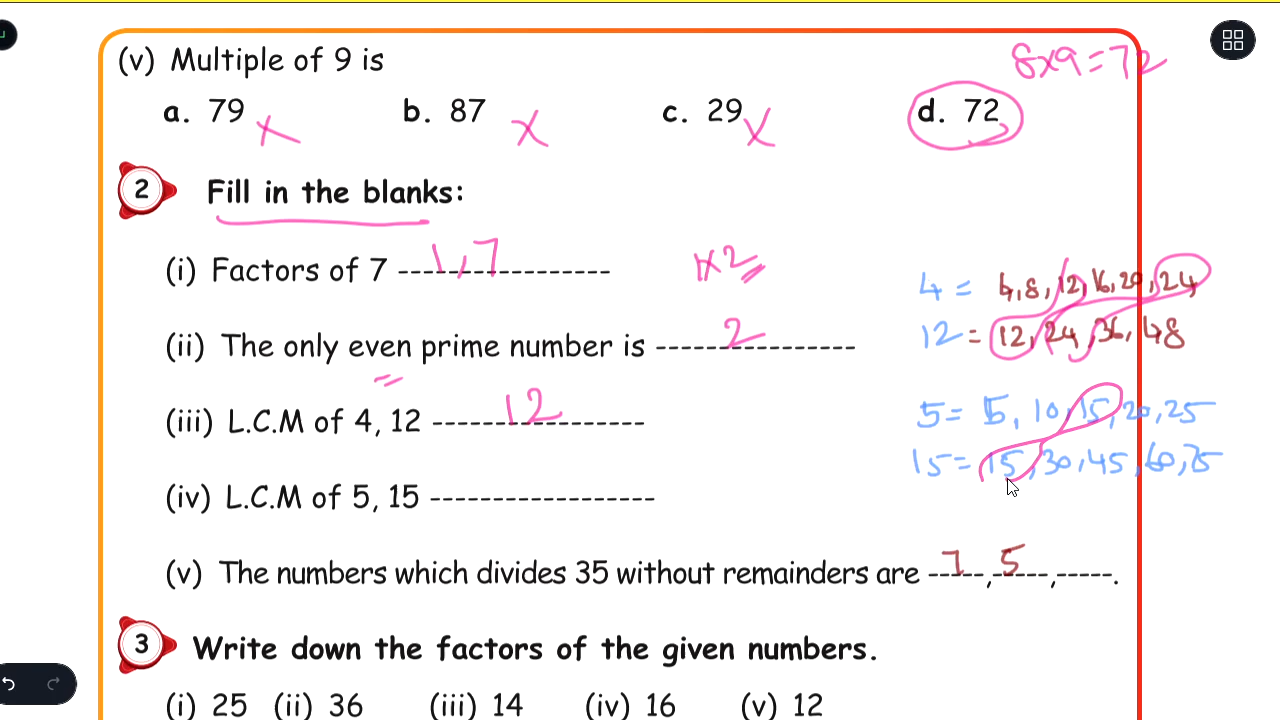 (v) Multiple of 9 is
8x9=72
a. 79 x b. 87 x c. 29 x d. 72
2 Fill in the blanks:
(i) Factors of 7 ----1,7---- 1x2
(ii) The only even prime number is ----2----
4 = 4,8,12,16,20,24
12 = 12,24,36,48
(iii) L.C.M of 4, 12 ----12----
5 = 5, 10,15,20,25
15 = 15,30,45,60,75
(iv) L.C.M of 5, 15 -----------------
(v) The numbers which divides 35 without remainders are --7--,--5--,-----.
3 Write down the factors of the given numbers.
(i) 25 (ii) 36 (iii) 14 (iv) 16 (v) 12